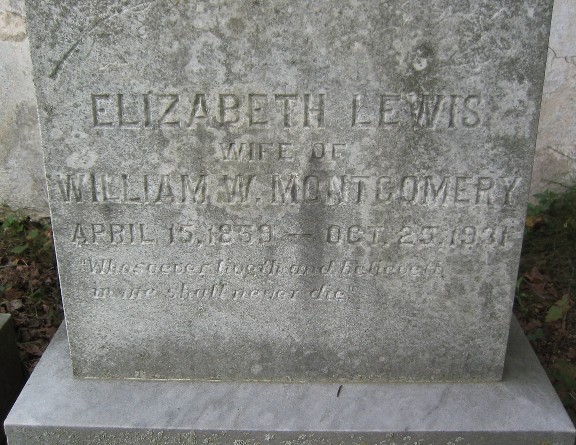 ELIZABETH LEWIS
WIFE OF
WILLIAM W. MONTGOMERY
APRIL 15, 1859 — OCT. 25, 1931
"Whosoever liveth and believeth
in me shall never die"